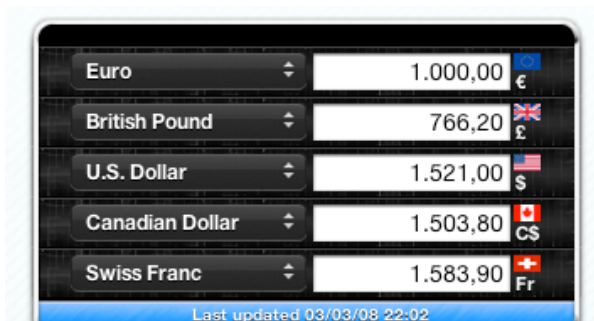 Euro 1.000,00 €
British Pound 766,20 £
U.S. Dollar 1.521,00 $
Canadian Dollar 1.503,80 C$
Swiss Franc 1.583,90 Fr
Last updated 03/03/08 22:02